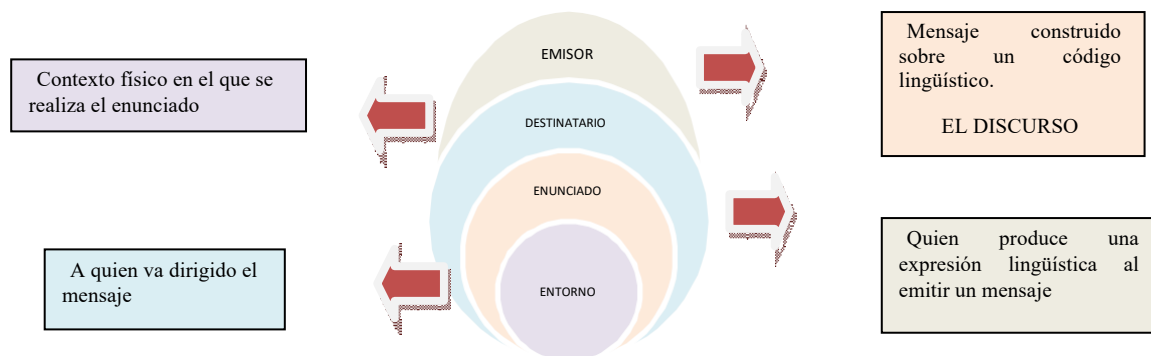 Contexto físico en el que se
realiza el enunciado
A quien va dirigido el
mensaje
EMISOR
DESTINATARIO
ENUNCIADO
ENTORNO
Mensaje construido
sobre un código
lingüístico.
EL DISCURSO
Quien produce una
expresión lingüística al
emitir un mensaje